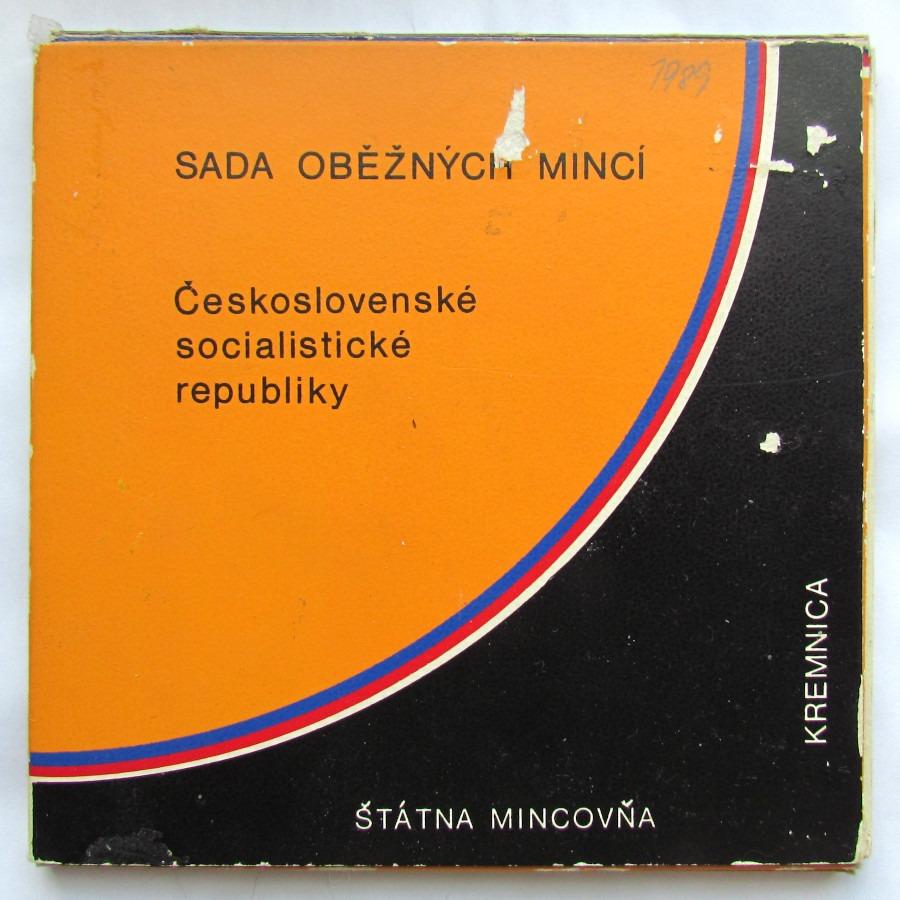 1989
SADA OBĚŽNÝCH MINCÍ
Československé
socialistické
republiky
KREMNICA
ŠTÁTNA MINCOVŇA